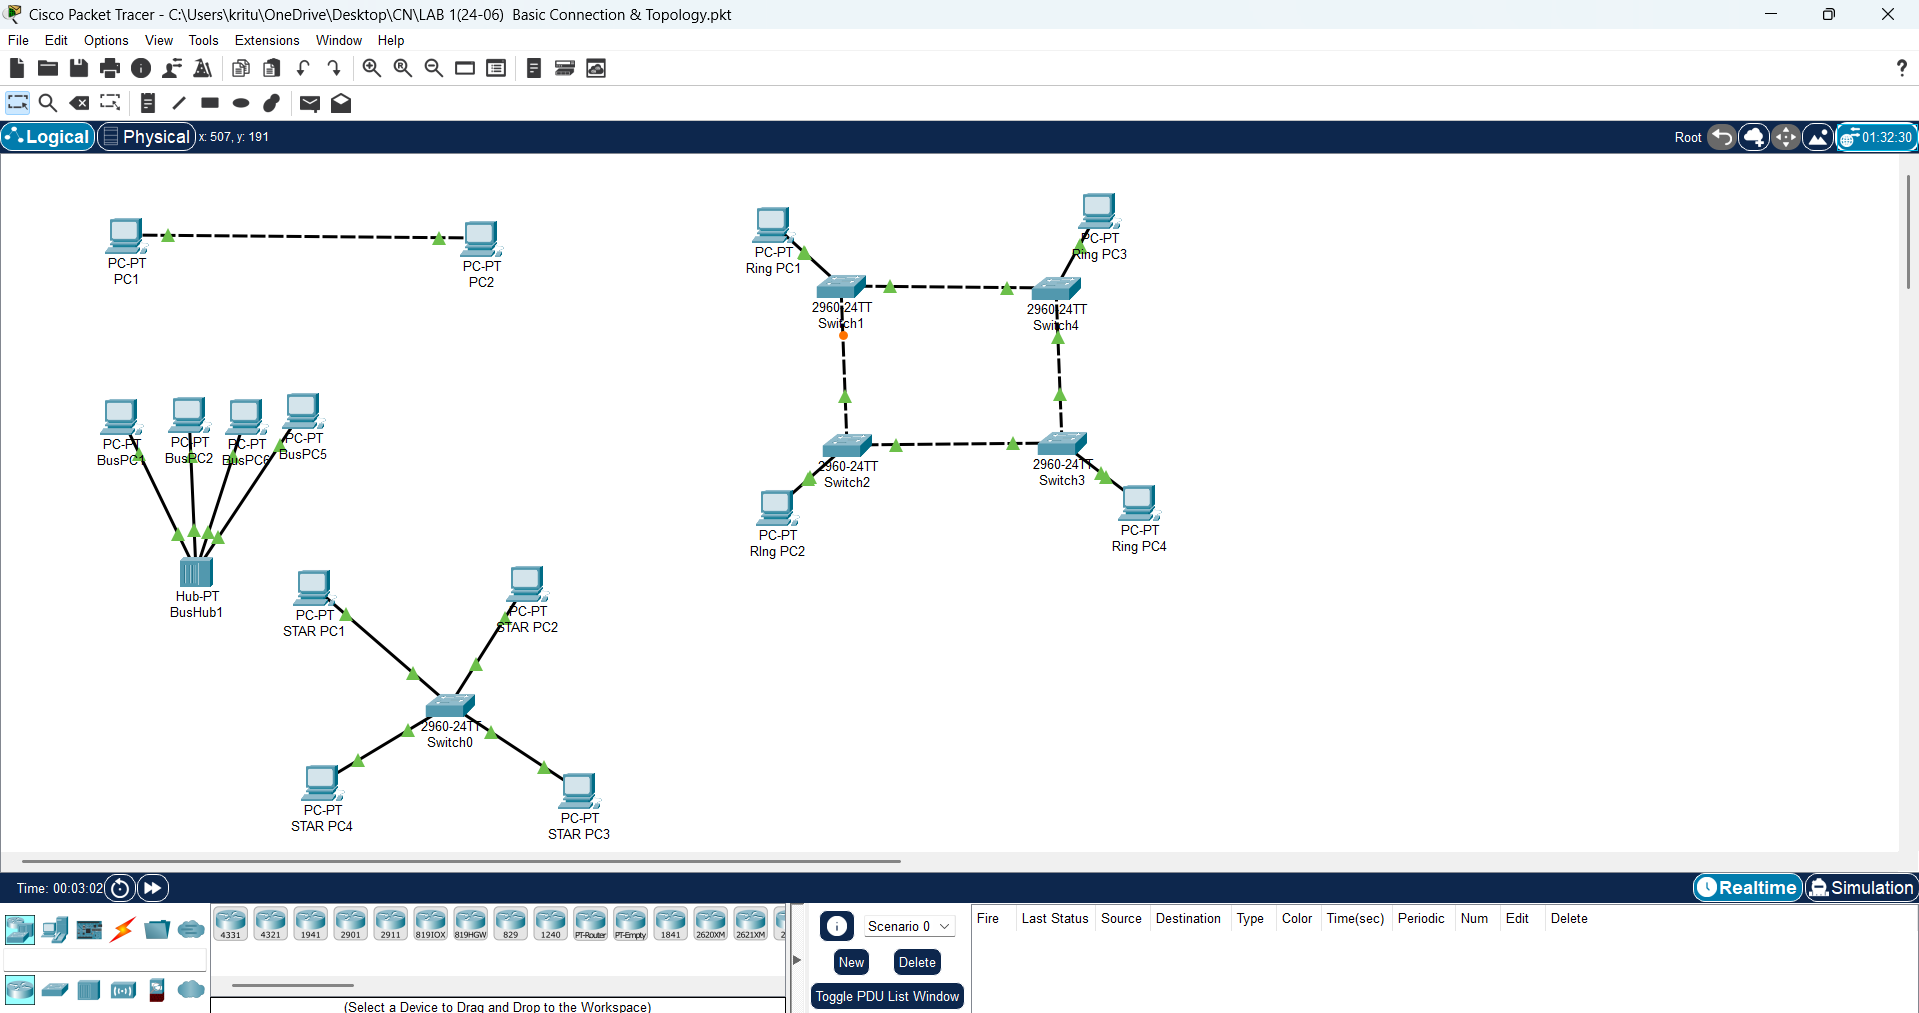 Cisco Packet Tracer - C:\Users\kritu\OneDrive\Desktop\CN\LAB 1(24-06)  Basic Connection & Topology.pkt
File Edit Options View Tools Extensions Window Help
?
Logical Physical x: 507, y: 191 Root 01:32:30
PC-PT
PC1
PC-PT
PC2
PC-PT
Ring PC1
PC-PT
Ring PC3
2960-24TT
Switch1
2960-24TT
Switch4
PC-PT
BusPC1
PC-PT
BusPC2
PC-PT
BusPC6
PC-PT
BusPC5
2960-24TT
Switch2
2960-24TT
Switch3
PC-PT
RIng PC2
PC-PT
Ring PC4
Hub-PT
BusHub1
PC-PT
STAR PC1
PC-PT
STAR PC2
2960-24TT
Switch0
PC-PT
STAR PC4
PC-PT
STAR PC3
Time: 00:03:02 Realtime Simulation
4331 4321 1941 2901 2911 819IOX 819HGW 829 1240 PT-Router PT-Empty 1841 2620XM 2621XM 2
(Select a Device to Drag and Drop to the Workspace)
Scenario 0
New Delete
Toggle PDU List Window
Fire Last Status Source Destination Type Color Time(sec) Periodic Num Edit Delete